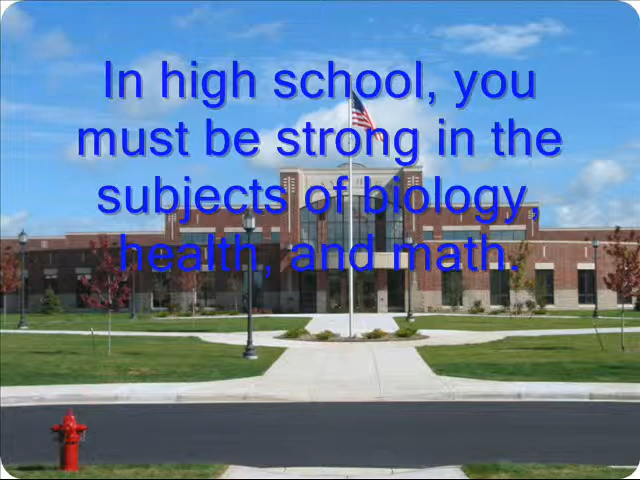 In high school, you
must be strong in the
subjects of biology,
health, and math.